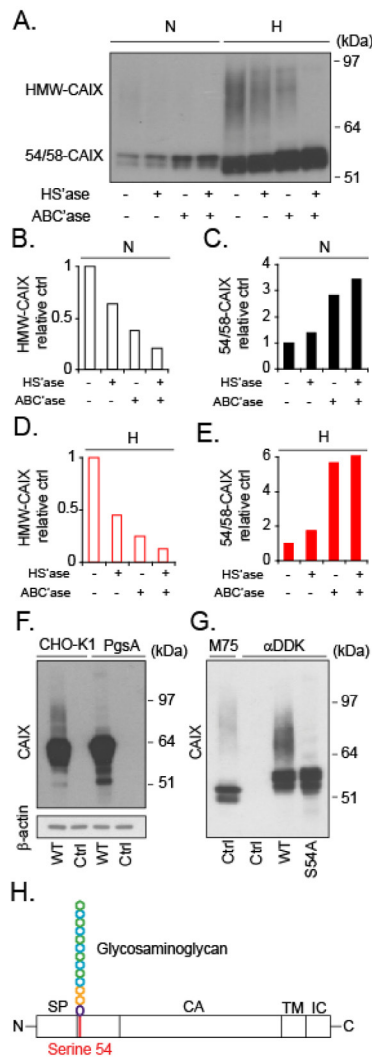 A.
N H
(kDa)
HMW-CAIX
- 97
- 64
54/58-CAIX
- 51
HS'ase - + - + - + - +
ABC'ase - - + + - - + +
B. C.
N N
HMW-CAIX relative ctrl
1
0.5
0
54/58-CAIX relative ctrl
4
3
2
1
0
HS'ase - + - + HS'ase - + - +
ABC'ase - - + + ABC'ase - - + +
D. E.
H H
HMW-CAIX relative ctrl
1
0.5
0
54/58-CAIX relative ctrl
6
4
2
0
HS'ase - + - + HS'ase - + - +
ABC'ase - - + + ABC'ase - - + +
F.
CHO-K1 PgsA
(kDa)
CAIX
- 97
- 64
- 51
β-actin
WT Ctrl WT Ctrl
G.
M75 αDDK
(kDa)
CAIX
- 97
- 64
- 51
Ctrl Ctrl WT S54A
H.
Glycosaminoglycan
SP CA TM IC
N C
Serine 54